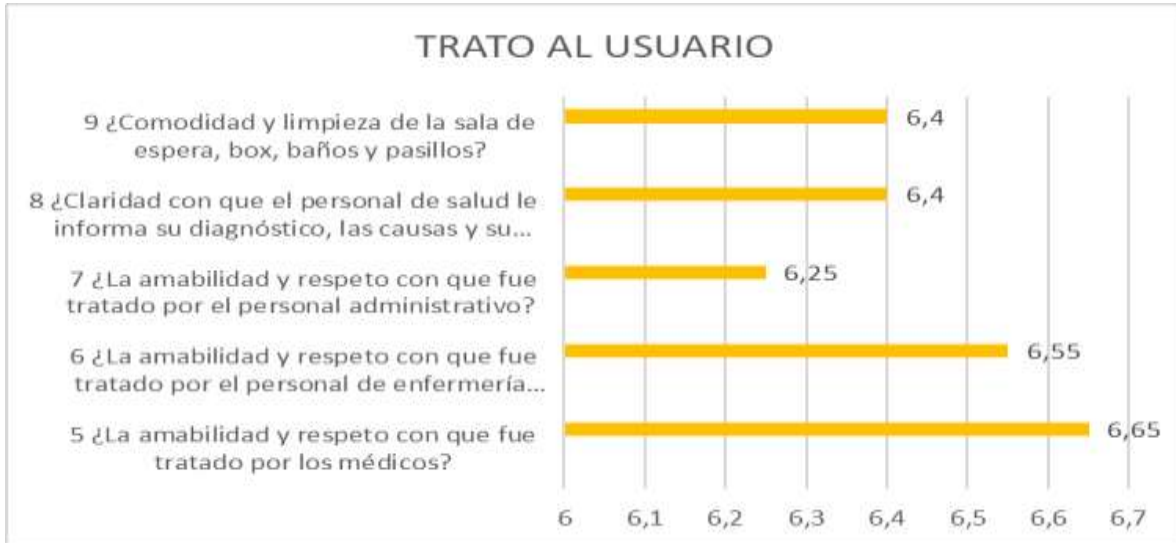 TRATO AL USUARIO
9 ¿Comodidad y limpieza de la sala de
espera, box, baños y pasillos?
6,4
8 ¿Claridad con que el personal de salud le
informa su diagnóstico, las causas y su...
6,4
7 ¿La amabilidad y respeto con que fue
tratado por el personal administrativo?
6,25
6 ¿La amabilidad y respeto con que fue
tratado por el personal de enfermería...
6,55
5 ¿La amabilidad y respeto con que fue
tratado por los médicos?
6,65
6 6,1 6,2 6,3 6,4 6,5 6,6 6,7